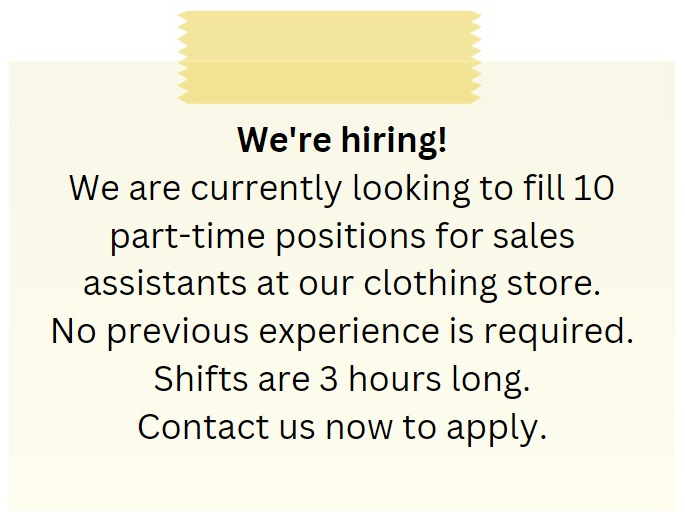 We're hiring!
We are currently looking to fill 10
part-time positions for sales
assistants at our clothing store.
No previous experience is required.
Shifts are 3 hours long.
Contact us now to apply.